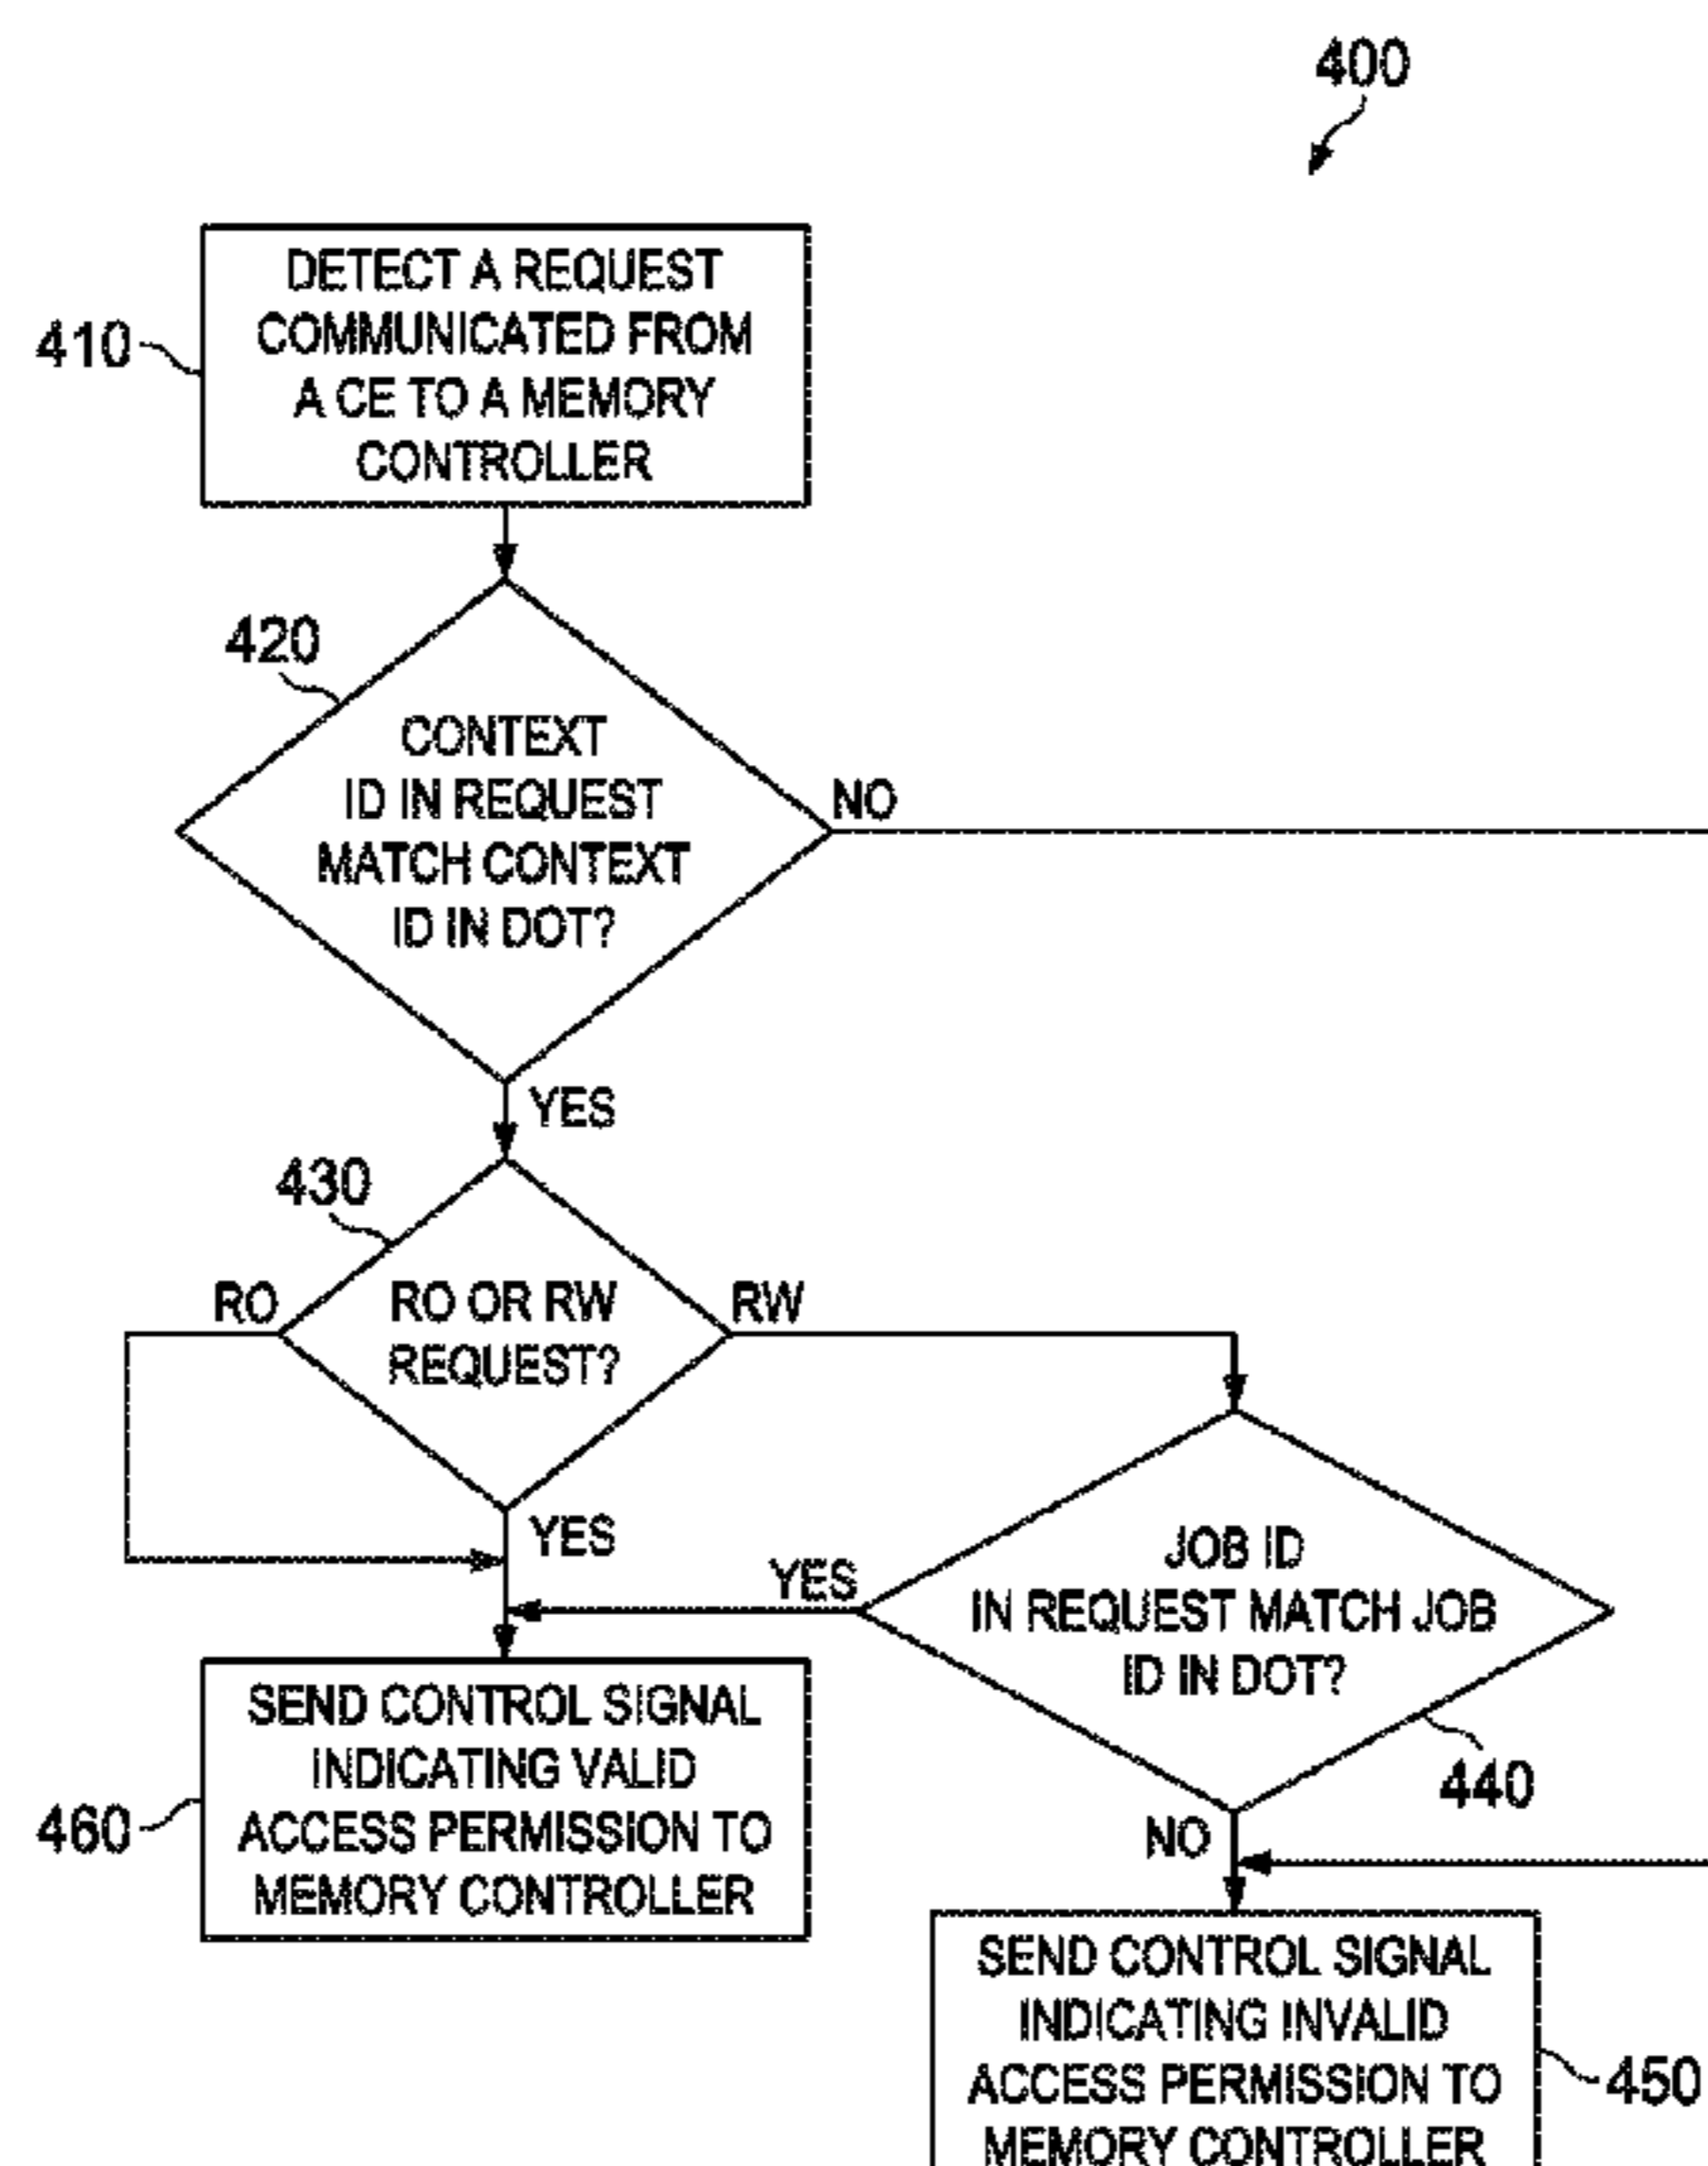 400
DETECT A REQUEST
COMMUNICATED FROM
A CE TO A MEMORY
CONTROLLER
410
420
CONTEXT
ID IN REQUEST
MATCH CONTEXT
ID IN DOT?
NO
YES
430
RO
RO OR RW
REQUEST?
RW
YES
YES
JOB ID
IN REQUEST MATCH JOB
ID IN DOT?
440
NO
SEND CONTROL SIGNAL
INDICATING VALID
ACCESS PERMISSION TO
MEMORY CONTROLLER
460
SEND CONTROL SIGNAL
INDICATING INVALID
ACCESS PERMISSION TO
MEMORY CONTROLLER
450